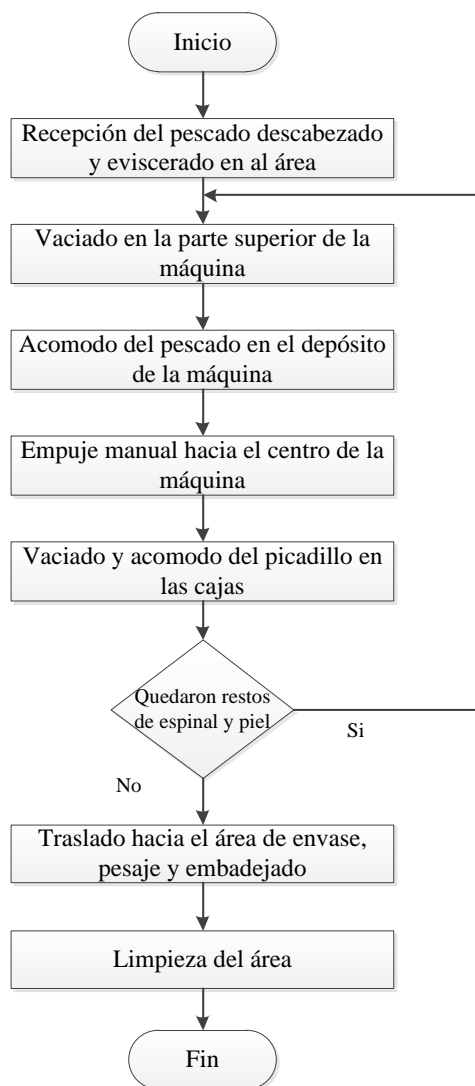 Inicio
Recepción del pescado descabezado
y eviscerado en al área
Vaciado en la parte superior de la
máquina
Acomodo del pescado en el depósito
de la máquina
Empuje manual hacia el centro de la
máquina
Vaciado y acomodo del picadillo en
las cajas
Quedaron restos
de espinal y piel
Si
No
Traslado hacia el área de envase,
pesaje y embadejado
Limpieza del área
Fin